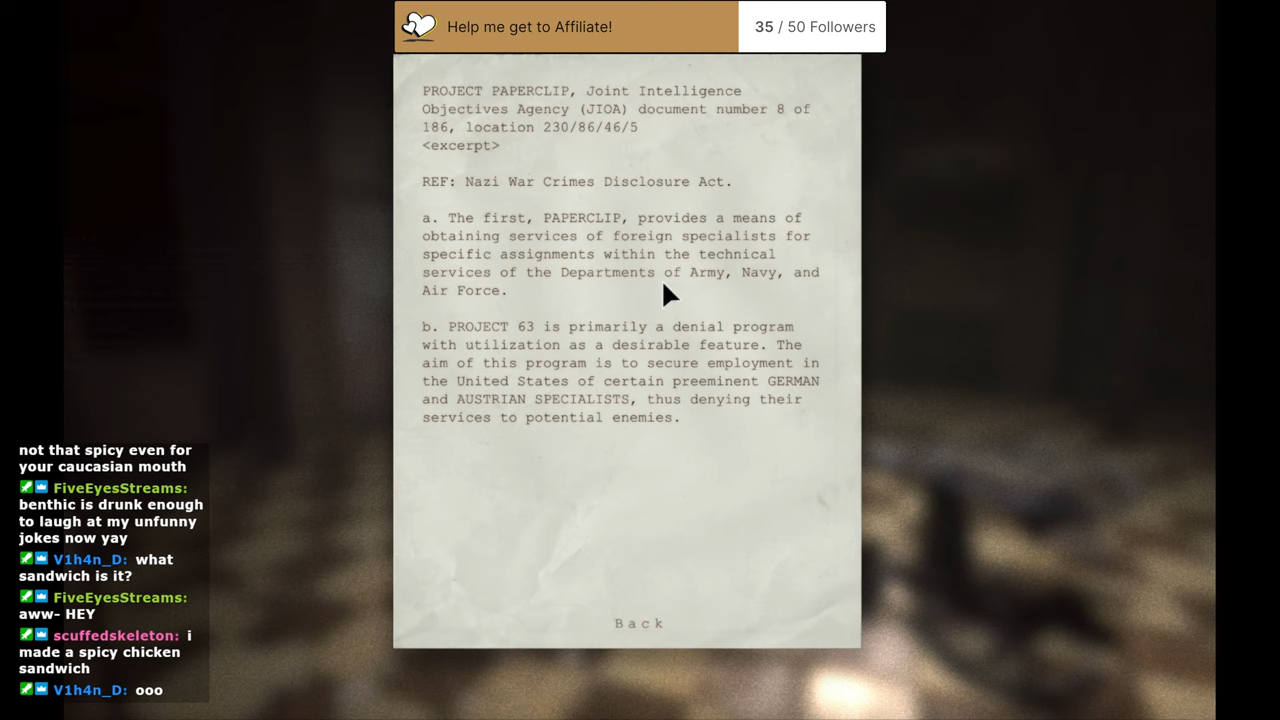 Help me get to Affiliate!
35 / 50 Followers
PROJECT PAPERCLIP, Joint Intelligence
Objectives Agency (JIOA) document number 8 of
186, location 230/86/46/5
<excerpt>
REF: Nazi War Crimes Disclosure Act.
a. The first, PAPERCLIP, provides a means of
obtaining services of foreign specialists for
specific assignments within the technical
services of the Departments of Army, Navy, and
Air Force.
b. PROJECT 63 is primarily a denial program
with utilization as a desirable feature. The
aim of this program is to secure employment in
the United States of certain preeminent GERMAN
and AUSTRIAN SPECIALISTS, thus denying their
services to potential enemies.
Back
not that spicy even for
your caucasian mouth
FiveEyesStreams:
benthic is drunk enough
to laugh at my unfunny
jokes now yay
V1h4n_D: what
sandwich is it?
FiveEyesStreams:
aww- HEY
scuffedskeleton: i
made a spicy chicken
sandwich
V1h4n_D: ooo